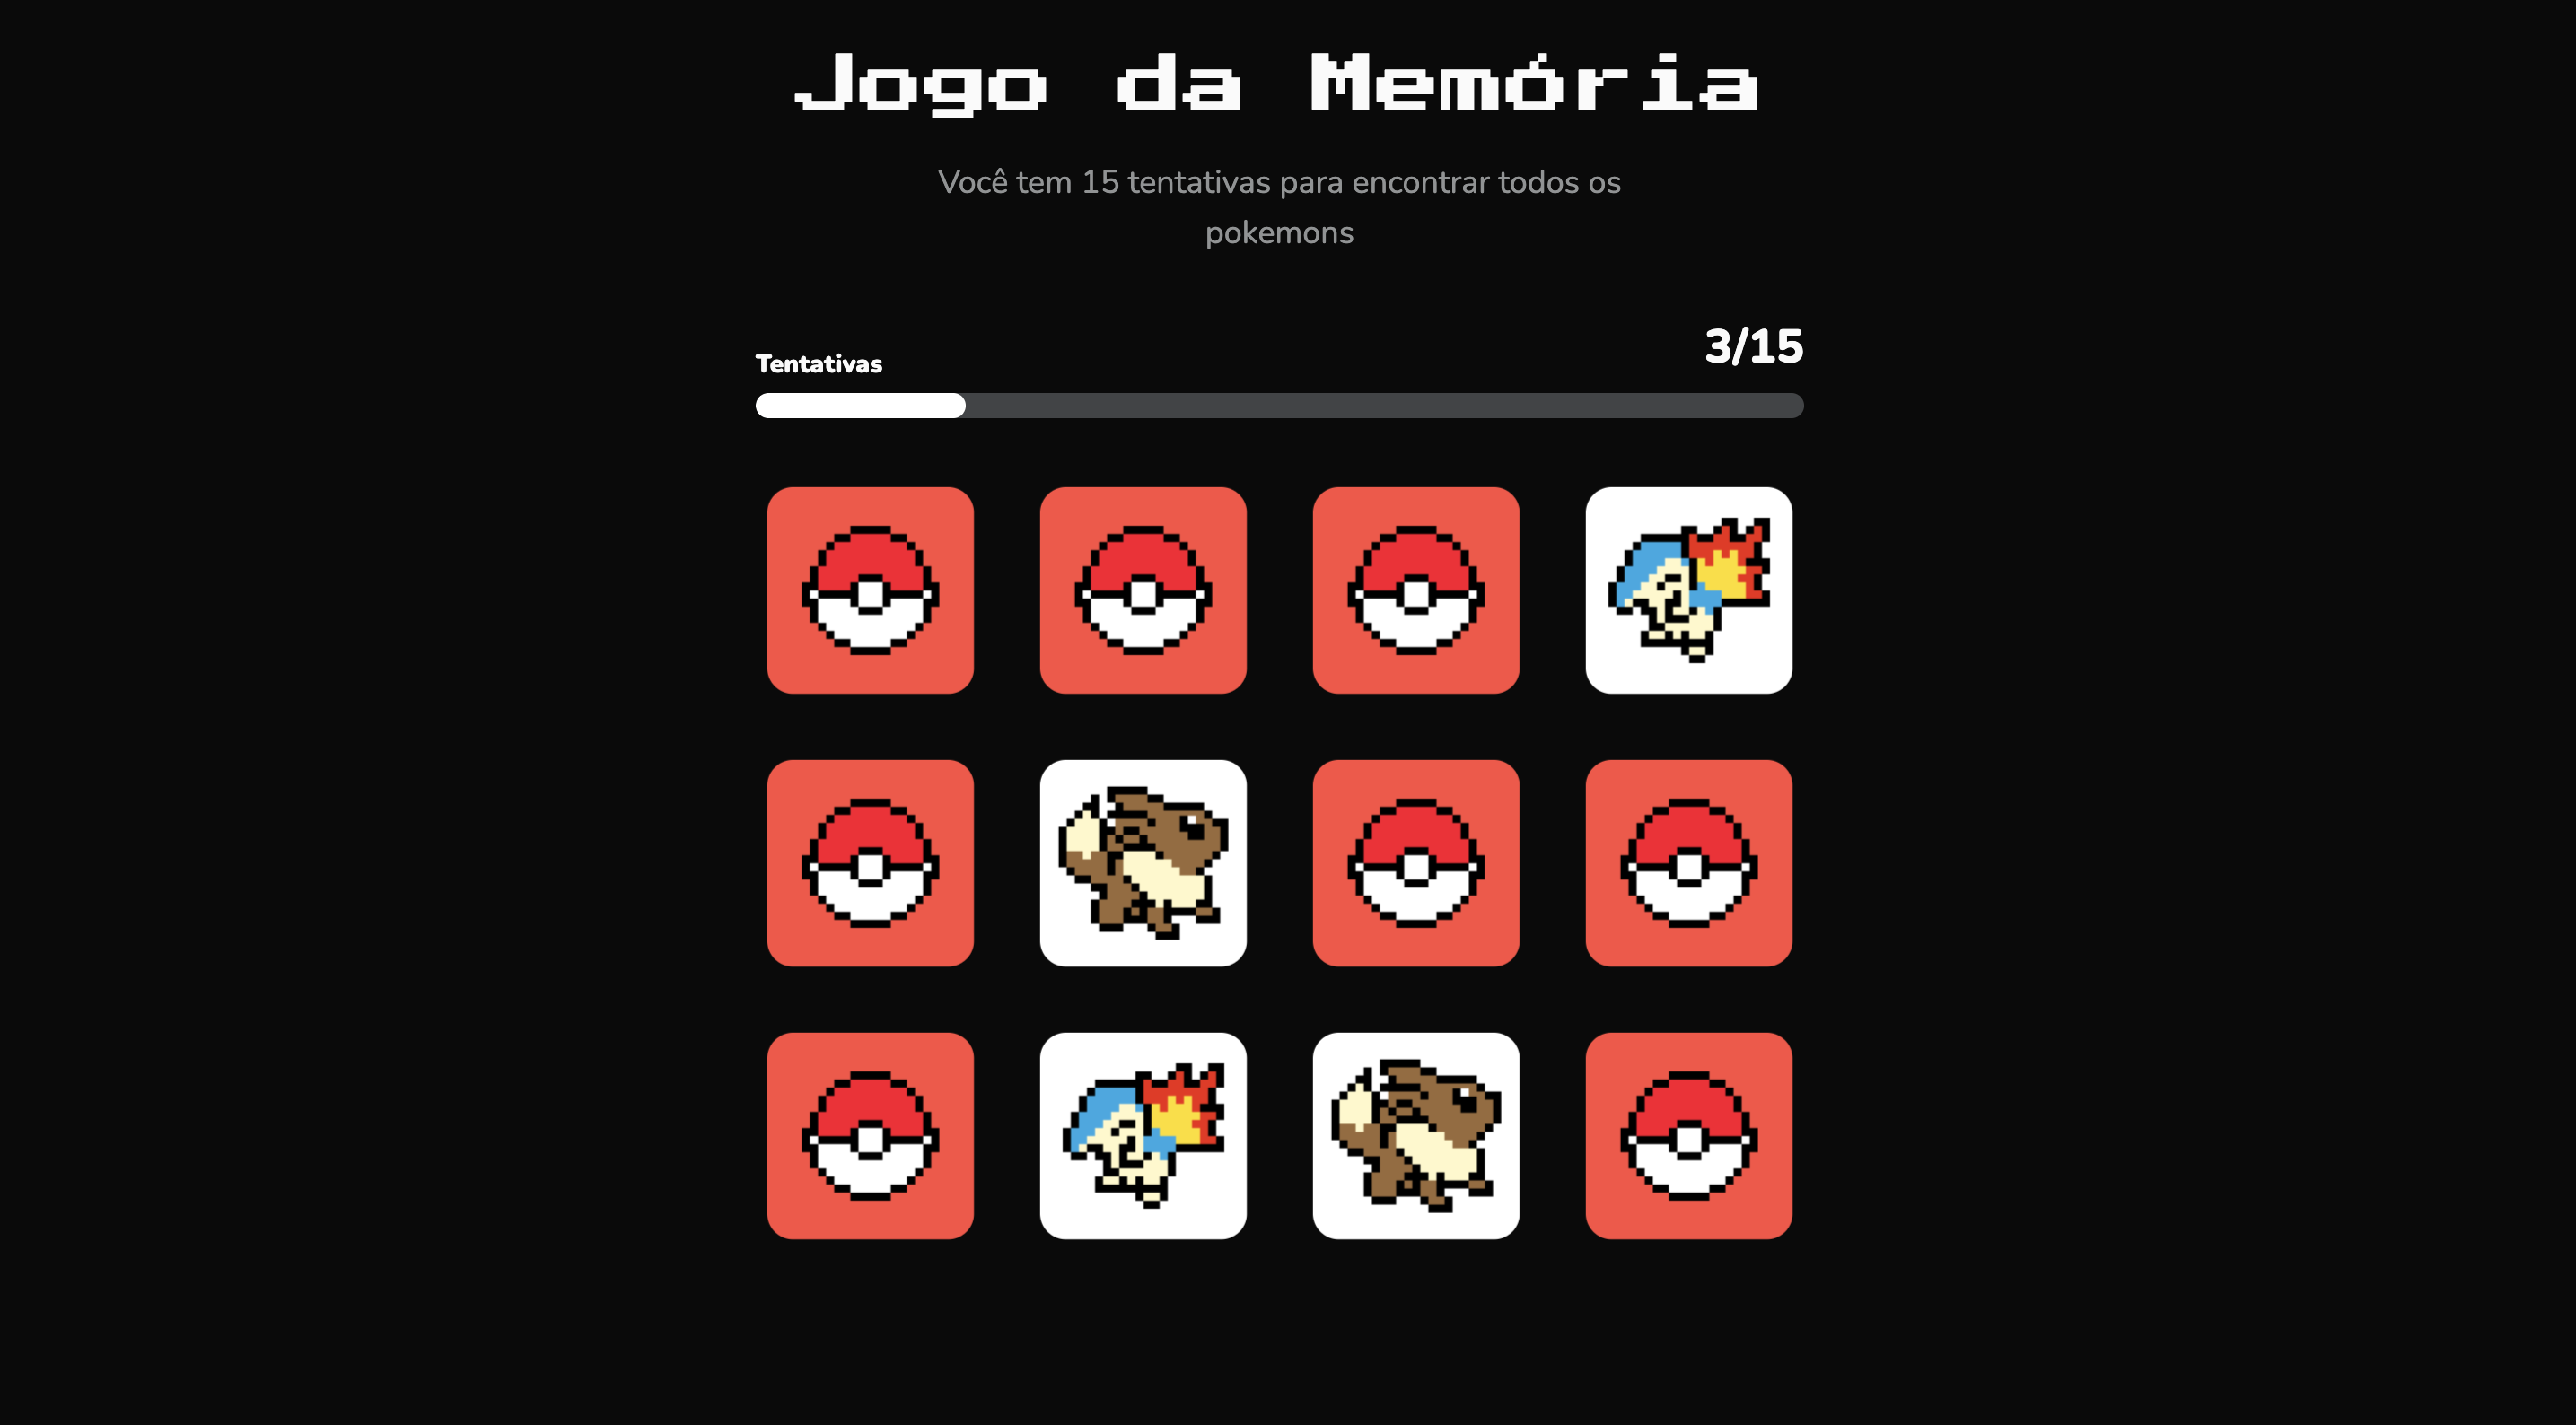 Jogo da Memória
Você tem 15 tentativas para encontrar todos os
pokemons
3/15
Tentativas